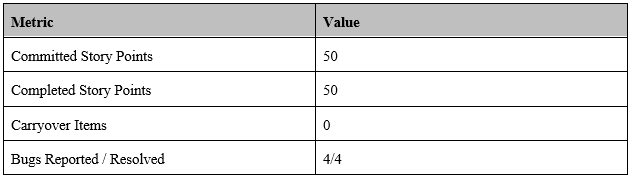 Metric Value
Committed Story Points 50
Completed Story Points 50
Carryover Items 0
Bugs Reported / Resolved 4/4